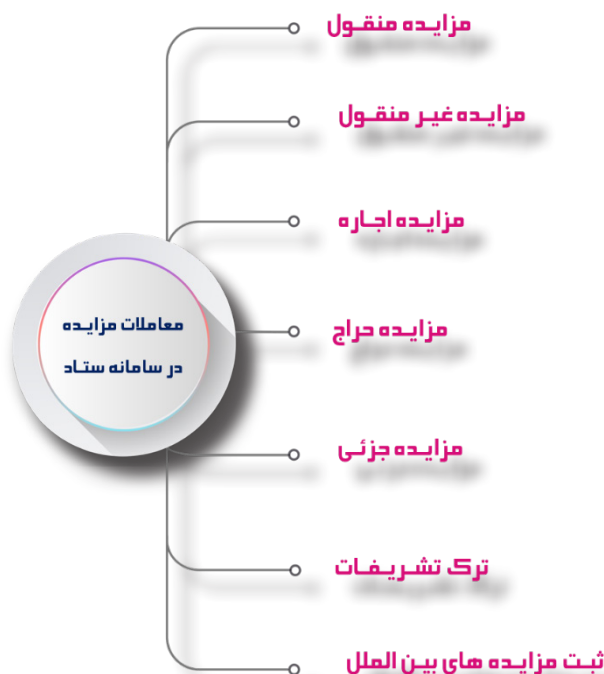 مزایده منقول
مزایده غیر منقول
مزایده اجاره
معاملات مزایده
در سامانه ستاد
مزایده حراج
مزایده جزئی
ترک تشریفات
ثبت مزایده های بین الملل